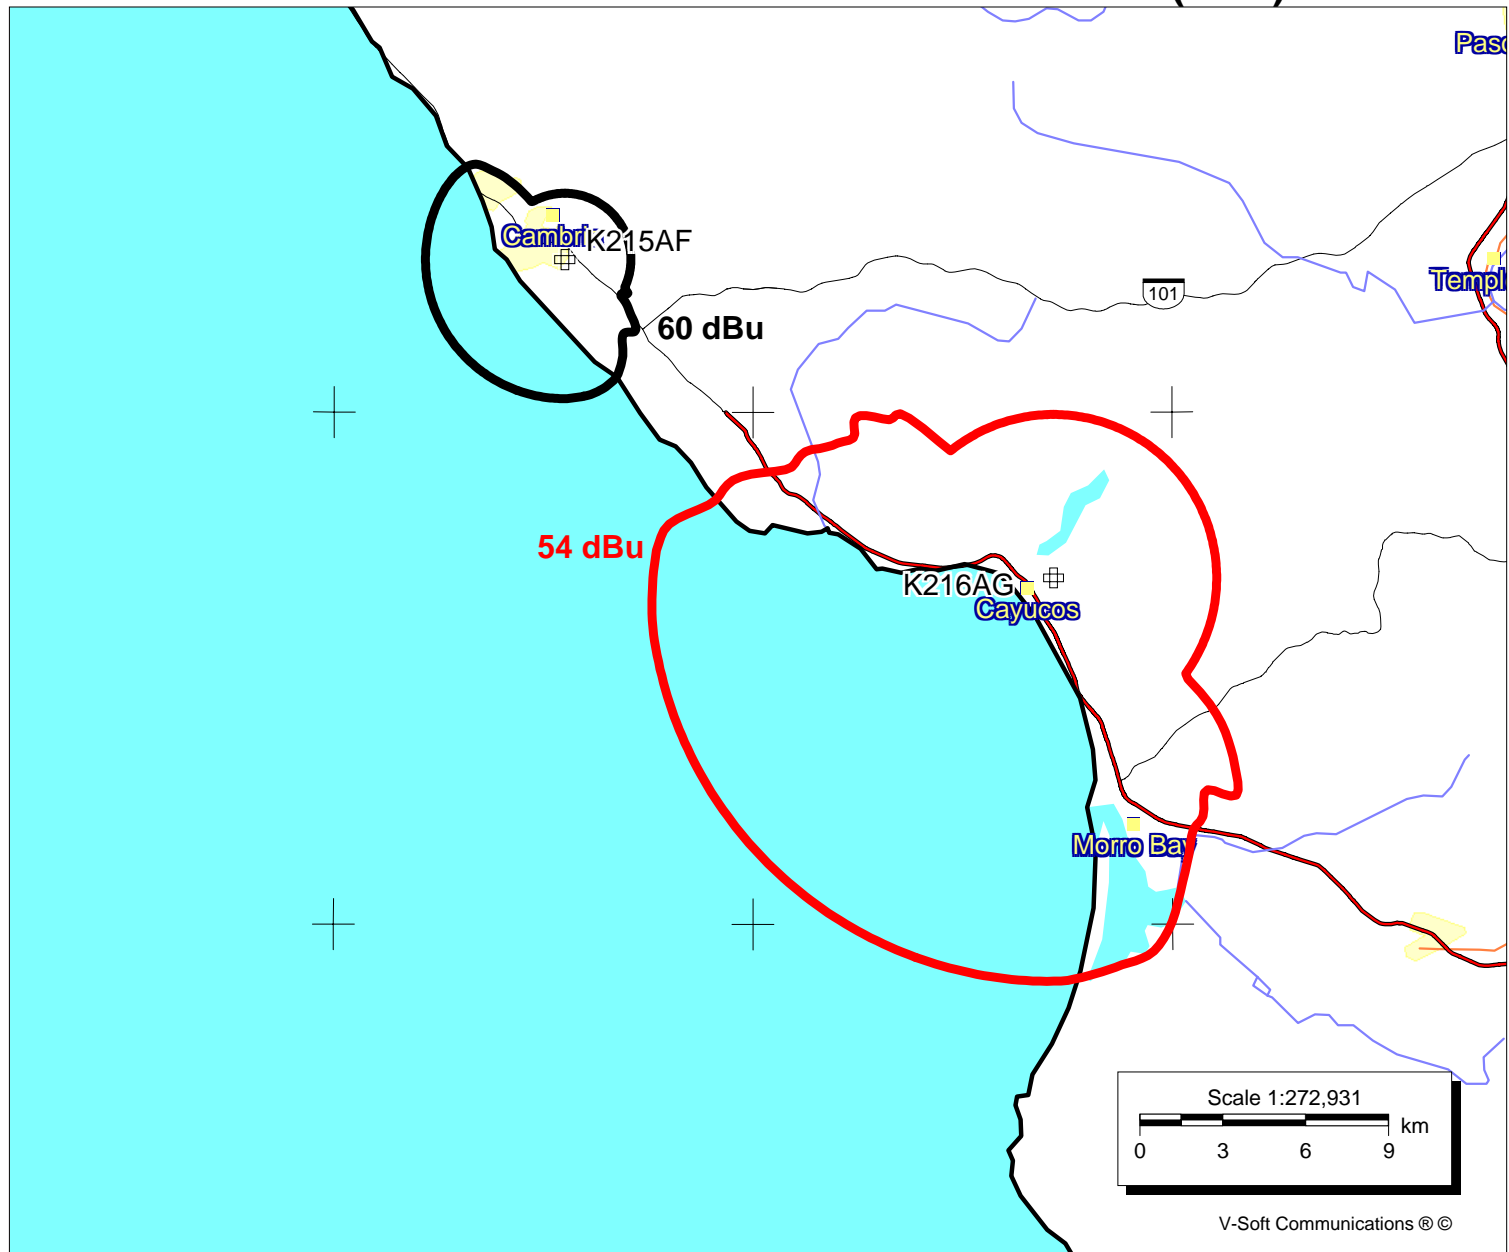 Paso
Cambri
K215AF
Templ
101
60 dBu
54 dBu
K216AG
Cayucos
Morro Bay
Scale 1:272,931
km
0 3 6 9
V-Soft Communications ® ©